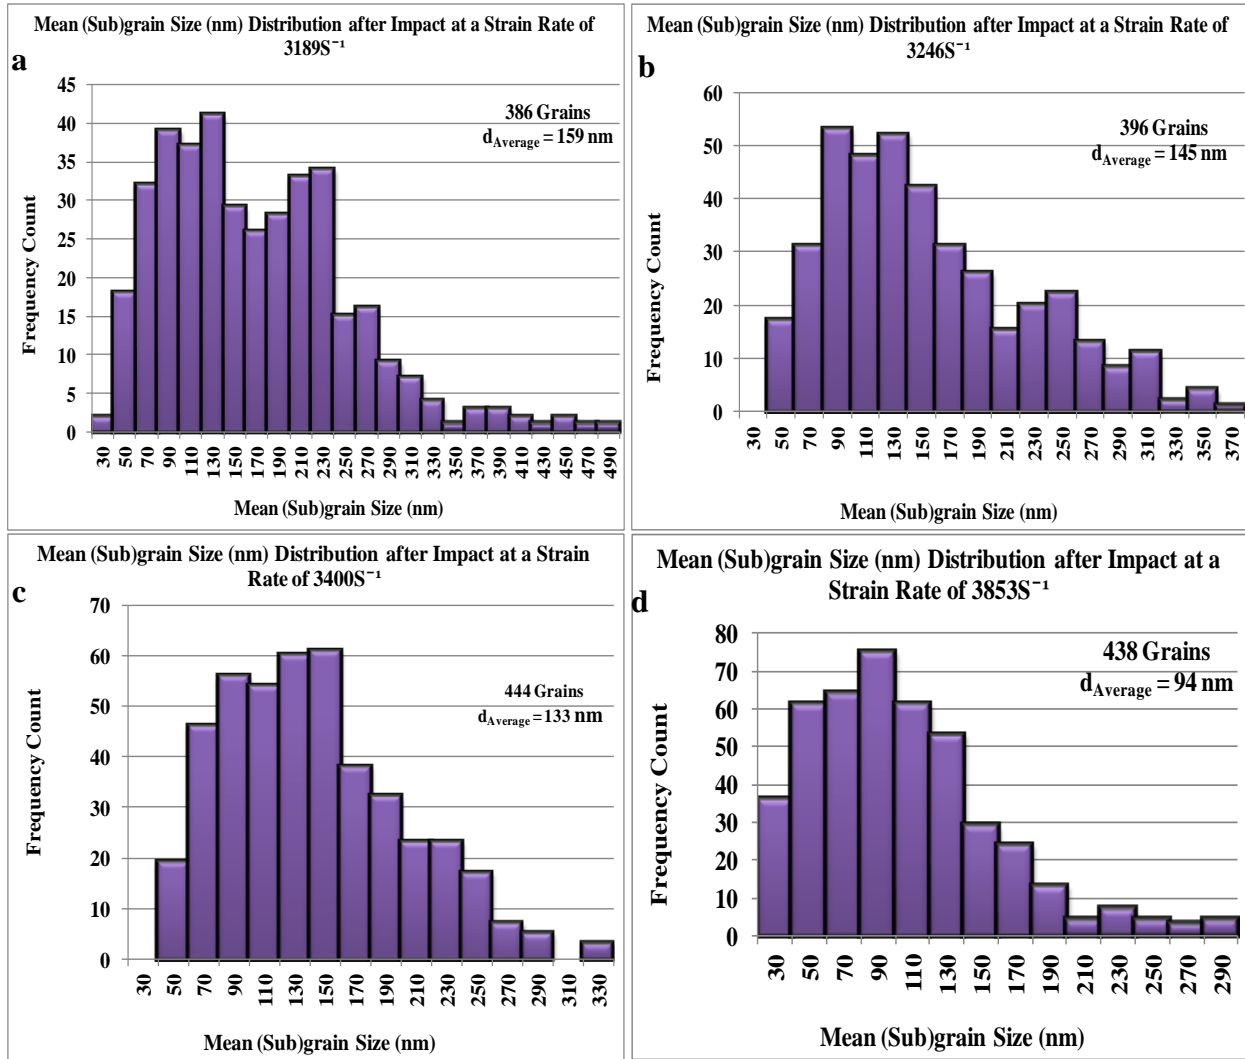 Mean (Sub)grain Size (nm) Distribution after Impact at a Strain Rate of
3189S⁻¹
a
386 Grains
d_Average = 159 nm
Frequency Count
45
40
35
30
25
20
15
10
5
0
30 50 70 90 110 130 150 170 190 210 230 250 270 290 310 330 350 370 390 410 430 450 470 490
Mean (Sub)grain Size (nm)
Mean (Sub)grain Size (nm) Distribution after Impact at a Strain Rate of
3246S⁻¹
b
396 Grains
d_Average = 145 nm
Frequency Count
60
50
40
30
20
10
0
30 50 70 90 110 130 150 170 190 210 230 250 270 290 310 330 350 370
Mean (Sub)grain Size (nm)
Mean (Sub)grain Size (nm) Distribution after Impact at a Strain
Rate of 3400S⁻¹
c
444 Grains
d_Average = 133 nm
Frequency Count
70
60
50
40
30
20
10
0
30 50 70 90 110 130 150 170 190 210 230 250 270 290 310 330
Mean (Sub)grain Size (nm)
Mean (Sub)grain Size (nm) Distribution after Impact at a
Strain Rate of 3853S⁻¹
d
438 Grains
d_Average = 94 nm
Frequency Count
80
70
60
50
40
30
20
10
0
30 50 70 90 110 130 150 170 190 210 230 250 270 290
Mean (Sub)grain Size (nm)